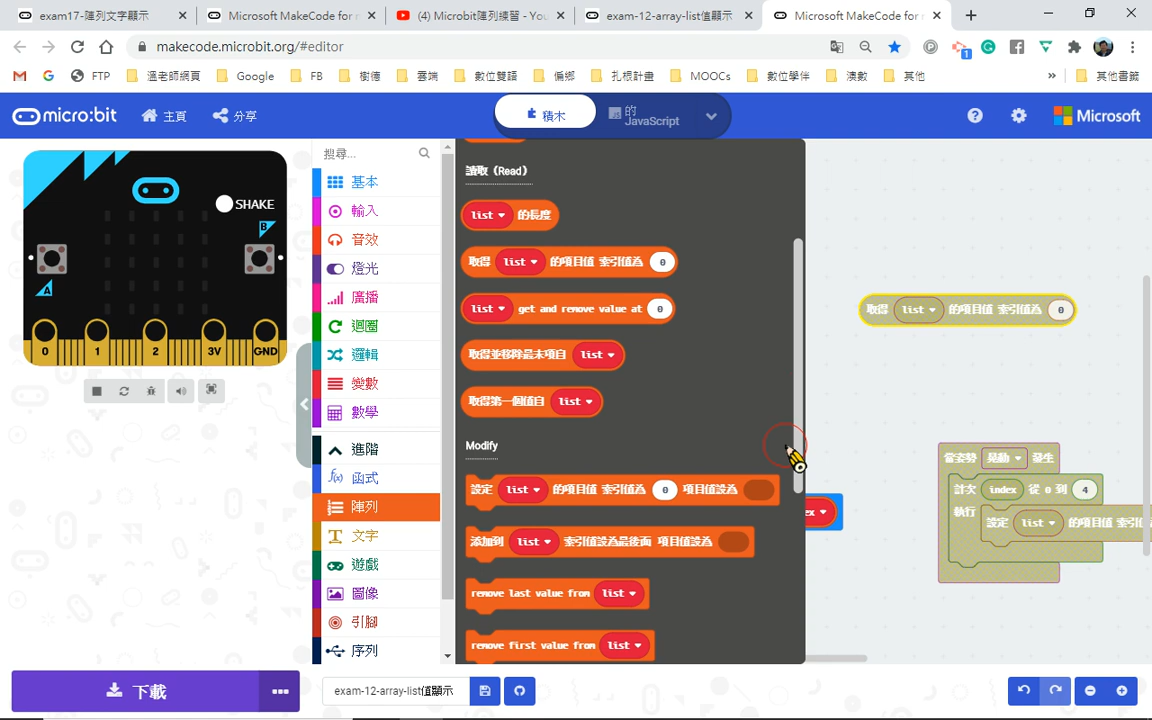 exam17-陣列文字顯示
Microsoft MakeCode for r
(4) Microbit陣列練習 - You
exam-12-array-list值顯示
Microsoft MakeCode for r
makecode.microbit.org/#editor
FTP
溫老師網頁
Google
FB
樹德
雲端
數位雙語
偏鄉
扎根計畫
MOOCs
數位學伴
澳數
其他
»
其他書籤
micro:bit
主頁
分享
積木
的
JavaScript
Microsoft
SHAKE
B
A
0 1 2 3V GND
搜尋...
基本
輸入
音效
燈光
廣播
迴圈
邏輯
變數
數學
進階
函式
陣列
文字
遊戲
圖像
引腳
序列
讀取 (Read)
list 的長度
取得 list 的項目值 索引值為 0
list get and remove value at 0
取得並移除最末項目 list
取得第一個值自 list
Modify
設定 list 的項目值 索引值為 0 項目值設為
添加到 list 索引值設為最後面 項目值設為
remove last value from list
remove first value from list
取得 list 的項目值 索引值為 0
當姿勢 晃動 發生
計次 index 從 0 到 4
執行
設定 list 的項目值 索引
ex
下載
exam-12-array-list值顯示